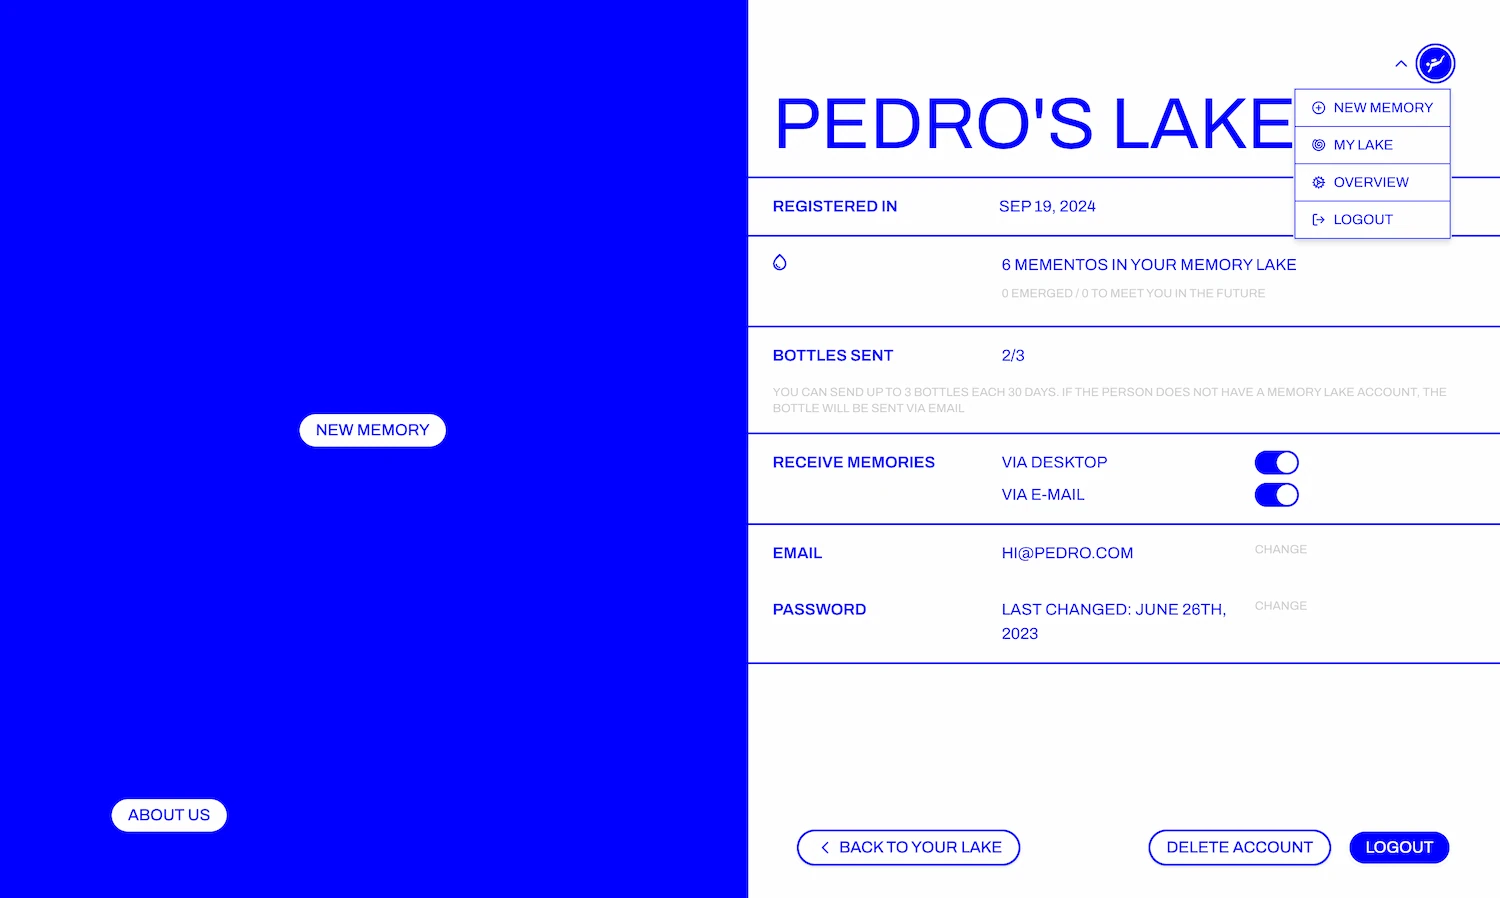 NEW MEMORY
ABOUT US
PEDRO'S LAKE
NEW MEMORY
MY LAKE
OVERVIEW
LOGOUT
REGISTERED IN
SEP 19, 2024
6 MEMENTOS IN YOUR MEMORY LAKE
0 EMERGED / 0 TO MEET YOU IN THE FUTURE
BOTTLES SENT
2/3
YOU CAN SEND UP TO 3 BOTTLES EACH 30 DAYS. IF THE PERSON DOES NOT HAVE A MEMORY LAKE ACCOUNT, THE
BOTTLE WILL BE SENT VIA EMAIL
RECEIVE MEMORIES
VIA DESKTOP
VIA E-MAIL
EMAIL
HI@PEDRO.COM
CHANGE
PASSWORD
LAST CHANGED: JUNE 26TH,
2023
CHANGE
BACK TO YOUR LAKE
DELETE ACCOUNT
LOGOUT